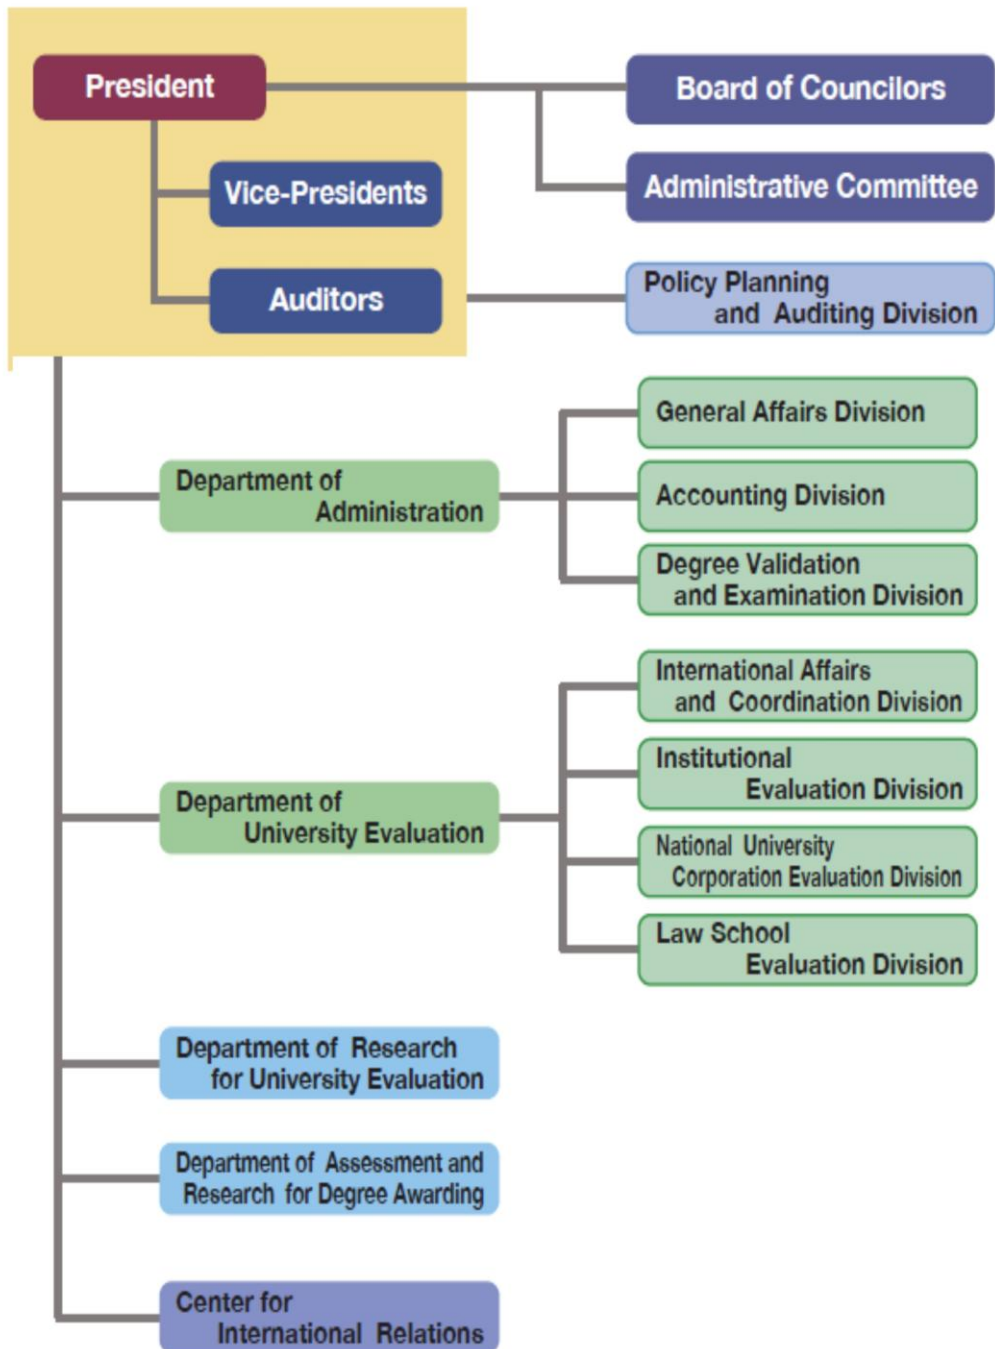 President
Board of Councilors
Vice-Presidents
Administrative Committee
Auditors
Policy Planning
and Auditing Division
General Affairs Division
Department of
Administration
Accounting Division
Degree Validation
and Examination Division
International Affairs
and Coordination Division
Institutional
Evaluation Division
Department of
University Evaluation
National University
Corporation Evaluation Division
Law School
Evaluation Division
Department of Research
for University Evaluation
Department of Assessment and
Research for Degree Awarding
Center for
International Relations